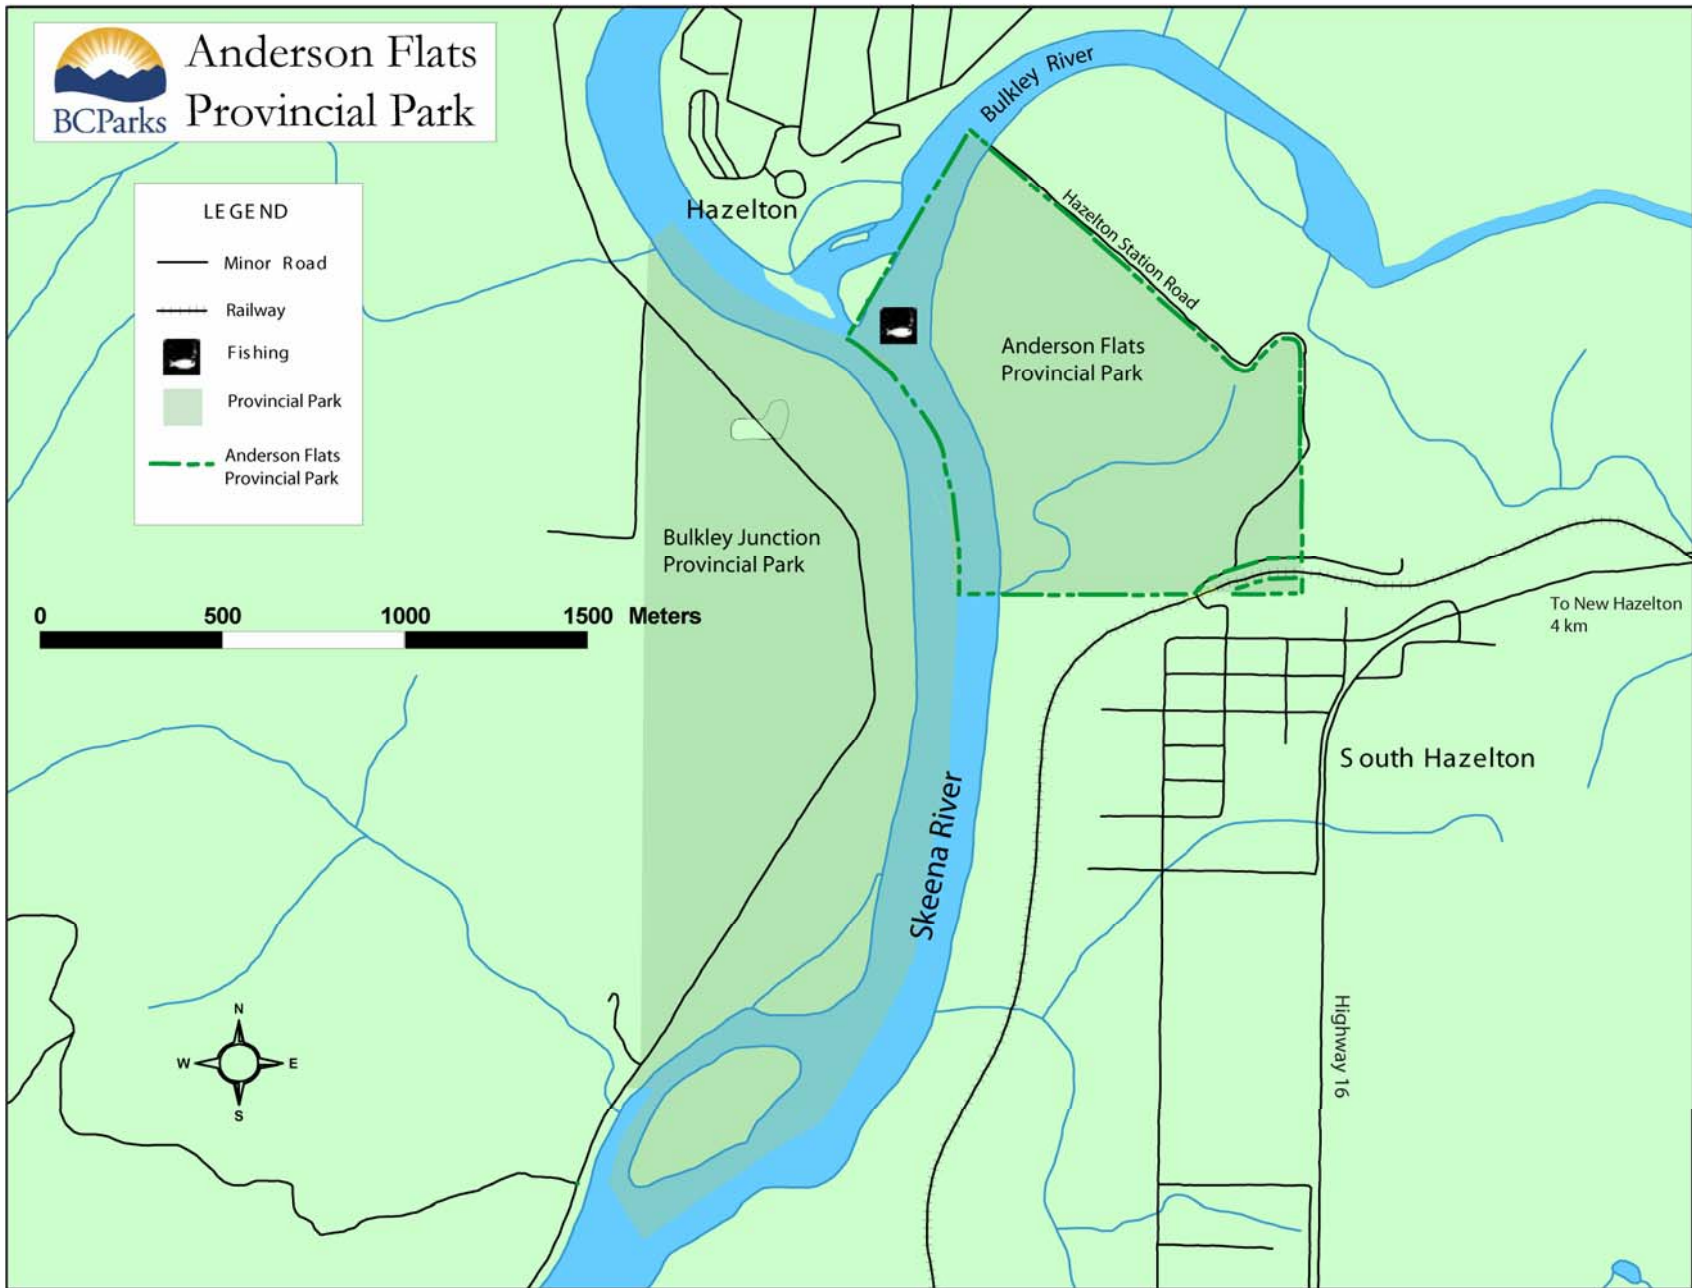 BCParks
Anderson Flats
Provincial Park
LEGEND
Minor Road
Railway
Fishing
Provincial Park
Anderson Flats
Provincial Park
Bulkley River
Hazelton
Hazelton Station Road
Anderson Flats
Provincial Park
Bulkley Junction
Provincial Park
0 500 1000 1500 Meters
To New Hazelton
4 km
South Hazelton
Skeena River
Highway 16
N
W E
S